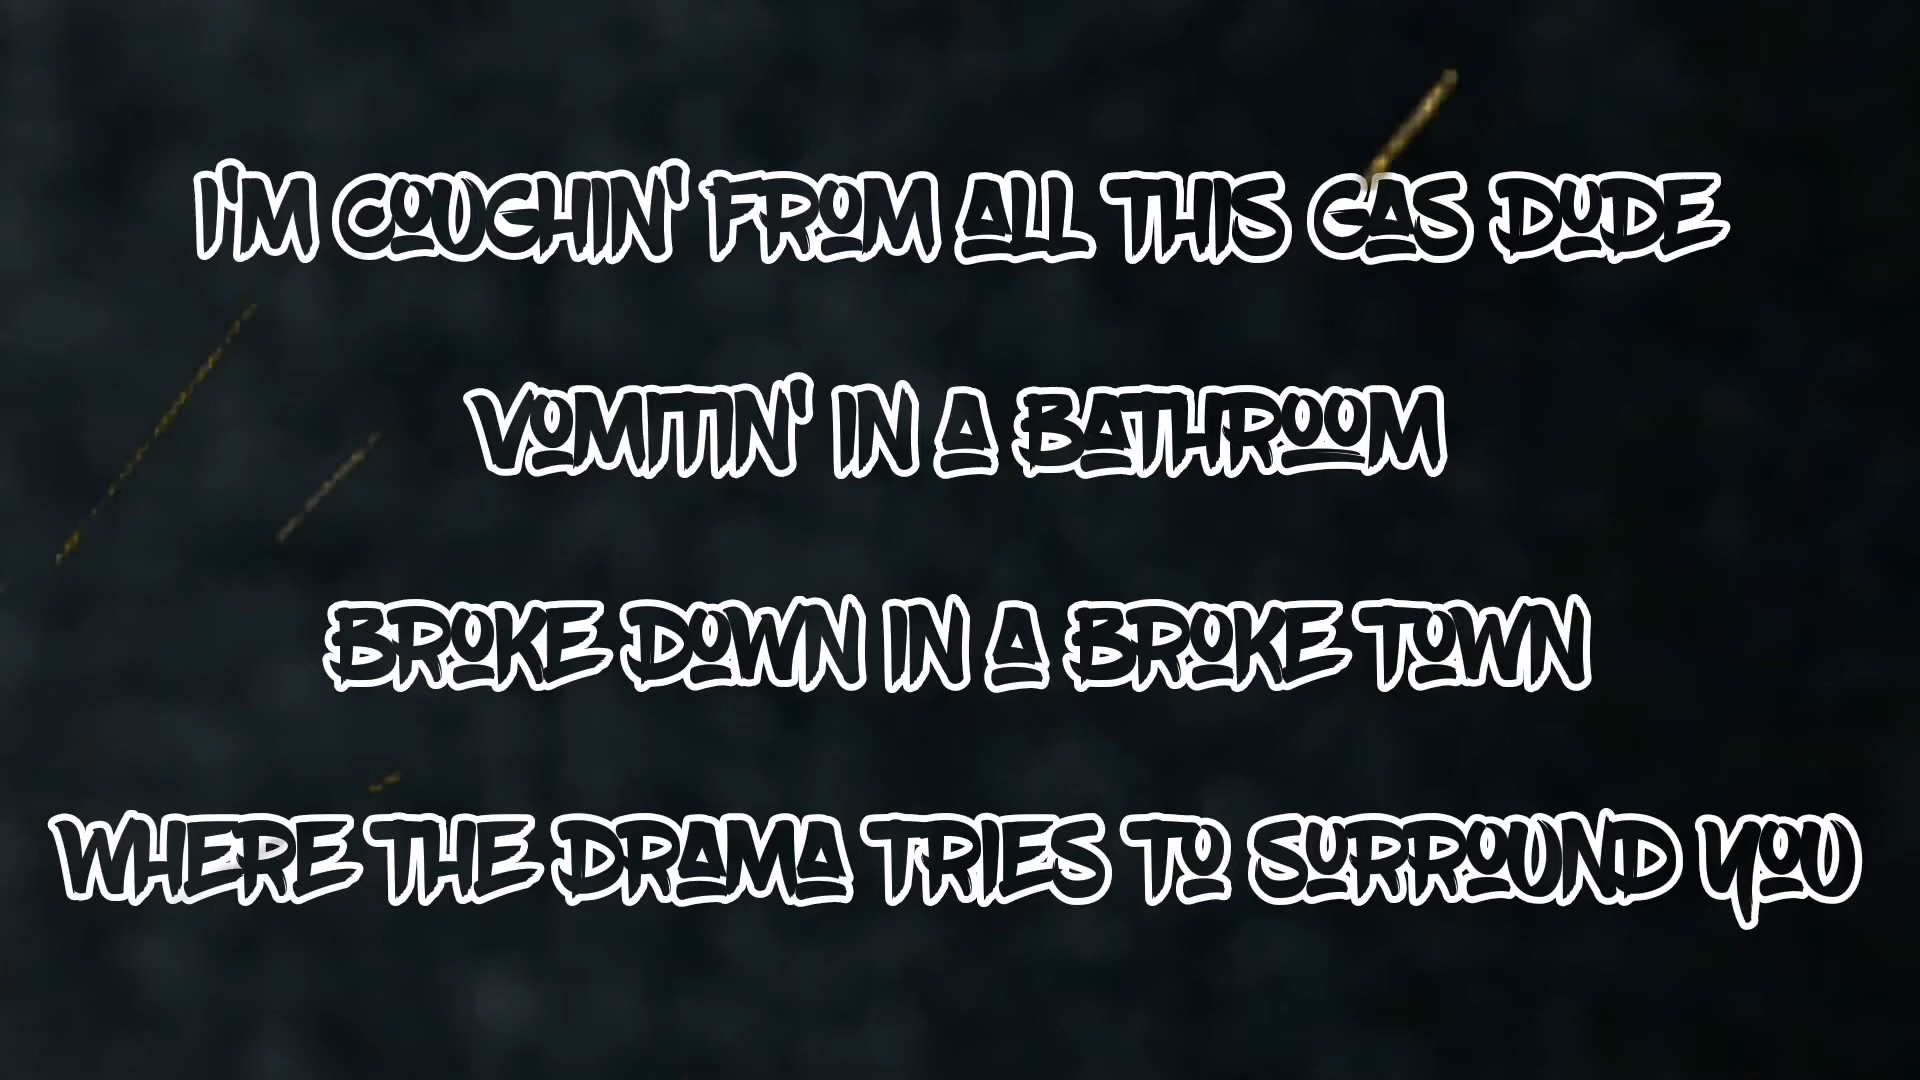 I'M COUGHIN' FROM ALL THIS GAS DUDE
VOMITIN' IN A BATHROOM
BROKE DOWN IN A BROKE TOWN
WHERE THE DRAMA TRIES TO SURROUND YOU